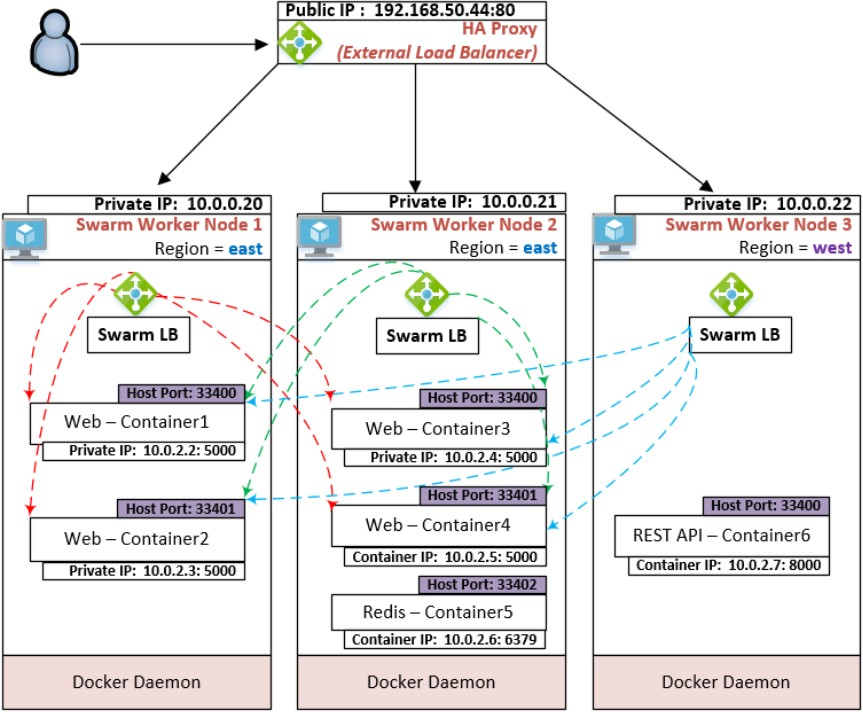 Public IP : 192.168.50.44:80
HA Proxy
(External Load Balancer)
Private IP: 10.0.0.20
Swarm Worker Node 1
Region = east
Swarm LB
Host Port: 33400
Web – Container1
Private IP: 10.0.2.2: 5000
Host Port: 33401
Web – Container2
Private IP: 10.0.2.3: 5000
Docker Daemon
Private IP: 10.0.0.21
Swarm Worker Node 2
Region = east
Swarm LB
Host Port: 33400
Web – Container3
Private IP: 10.0.2.4: 5000
Host Port: 33401
Web – Container4
Container IP: 10.0.2.5: 5000
Host Port: 33402
Redis – Container5
Container IP: 10.0.2.6: 6379
Docker Daemon
Private IP: 10.0.0.22
Swarm Worker Node 3
Region = west
Swarm LB
Host Port: 33400
REST API – Container6
Container IP: 10.0.2.7: 8000
Docker Daemon